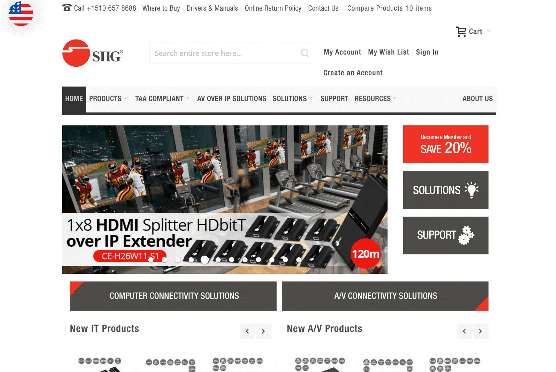 Call +1510 657 8688 Where to Buy Drivers & Manuals Online Return Policy Contact Us Compare Products 10 items
Cart
SIIG®
Search entire store here...
My Account My Wish List Sign In
Create an Account
HOME PRODUCTS TAA COMPLIANT AV OVER IP SOLUTIONS SOLUTIONS SUPPORT RESOURCES ABOUT US
Become a Member and
SAVE 20%
SOLUTIONS
SUPPORT
1x8 HDMI Splitter HDbitT
over IP Extender
CE-H26W11-S1
120m
COMPUTER CONNECTIVITY SOLUTIONS
A/V CONNECTIVITY SOLUTIONS
New IT Products
New A/V Products